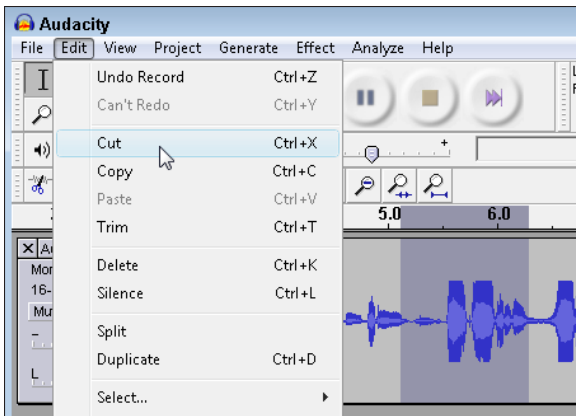 Audacity
File Edit View Project Generate Effect Analyze Help
Undo Record Ctrl+Z
Can't Redo Ctrl+Y
Cut Ctrl+X
Copy Ctrl+C
Paste Ctrl+V
Trim Ctrl+T
5.0 6.0
Delete Ctrl+K
16-
Silence Ctrl+L
Split
Duplicate Ctrl+D
L
Select...